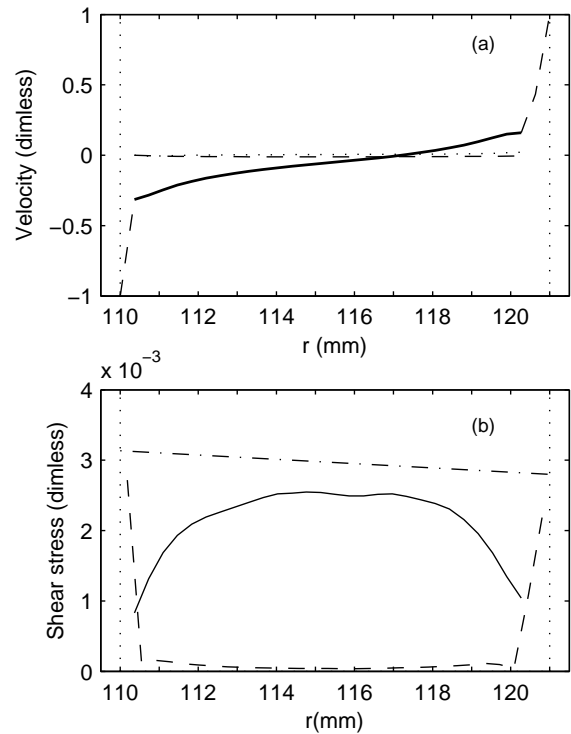 1
(a)
0.5
0
−0.5
−1
Velocity (dimless)
110 112 114 116 118 120
r (mm)
x 10⁻³
4
(b)
3
2
1
0
Shear stress (dimless)
110 112 114 116 118 120
r(mm)